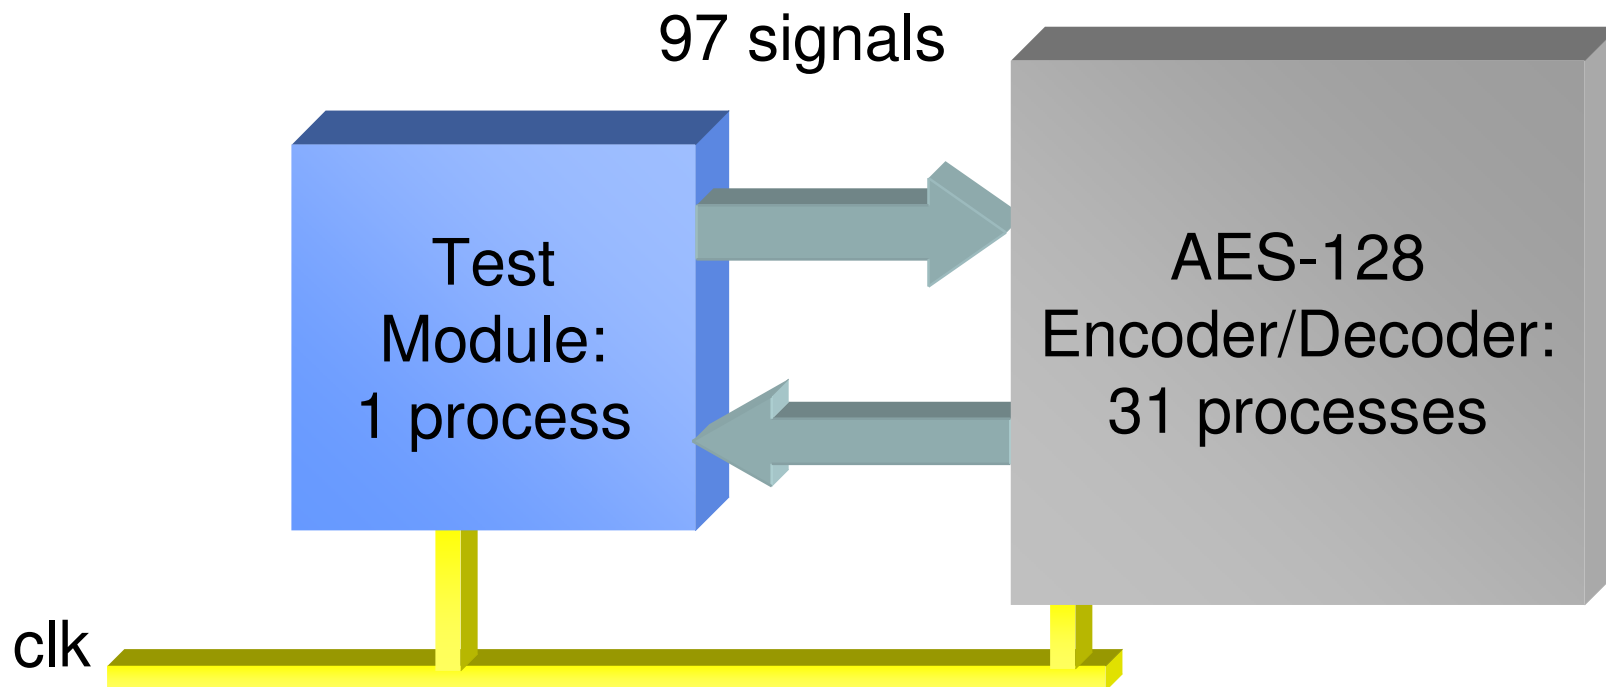 97 signals
Test
Module:
1 process
AES-128
Encoder/Decoder:
31 processes
clk